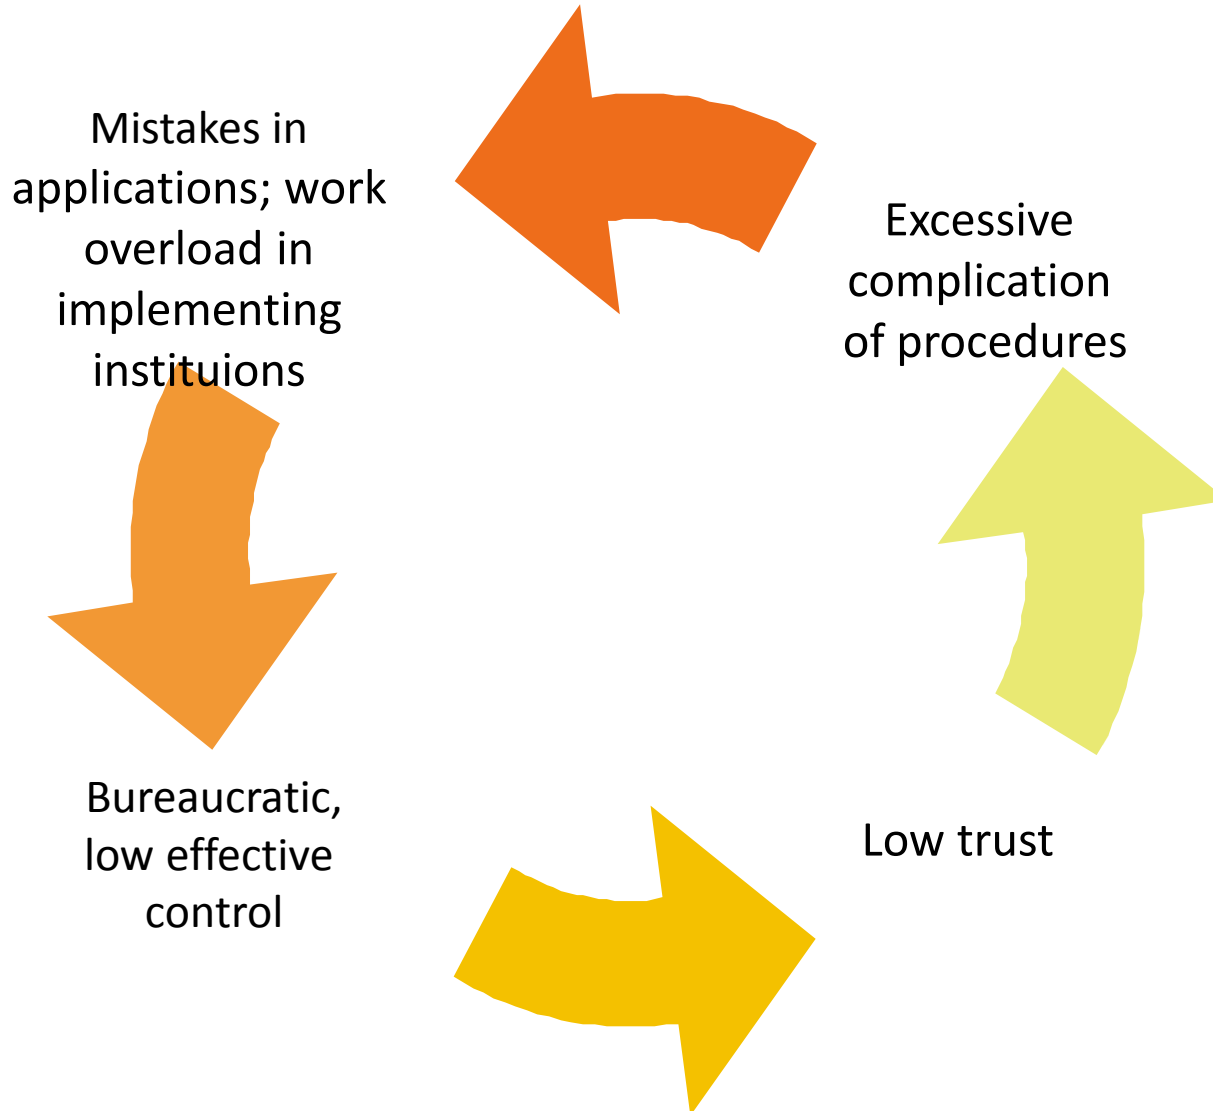 Mistakes in
applications; work
overload in
implementing
instituions
Excessive
complication
of procedures
Bureaucratic,
low effective
control
Low trust